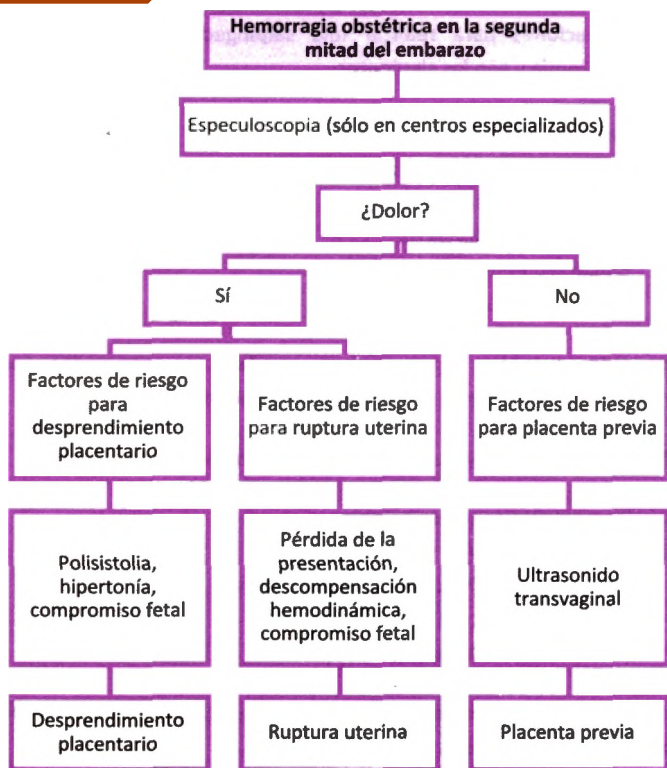 Hemorragia obstétrica en la segunda
mitad del embarazo
Especuloscopia (sólo en centros especializados)
¿Dolor?
Sí
No
Factores de riesgo
para
desprendimiento
placentario
Factores de riesgo
para ruptura uterina
Factores de riesgo
para placenta previa
Polisistolia,
hipertonía,
compromiso fetal
Pérdida de la
presentación,
descompensación
hemodinámica,
compromiso fetal
Ultrasonido
transvaginal
Desprendimiento
placentario
Ruptura uterina
Placenta previa